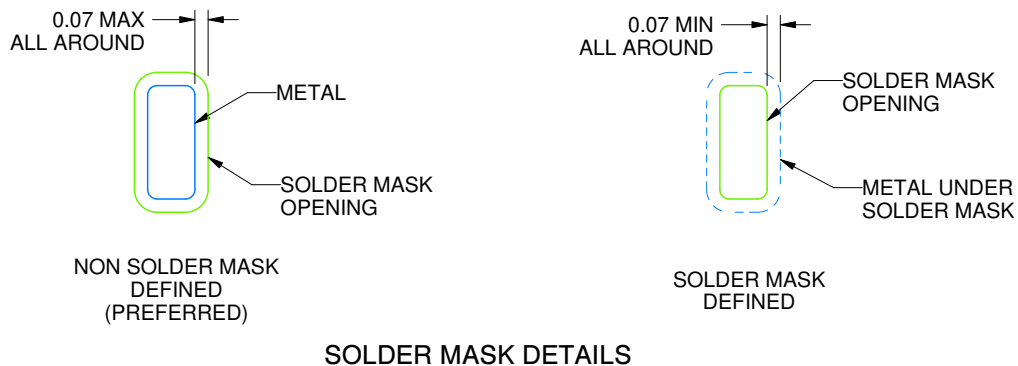 0.07 MAX
ALL AROUND
METAL
SOLDER MASK
OPENING
NON SOLDER MASK
DEFINED
(PREFERRED)
0.07 MIN
ALL AROUND
SOLDER MASK
OPENING
METAL UNDER
SOLDER MASK
SOLDER MASK
DEFINED
SOLDER MASK DETAILS